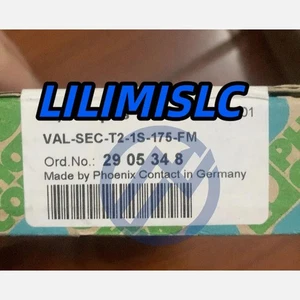 LILIMISLC
01
VAL-SEC-T2-1S-175-FM
Ord.No.: 29 05 34 8
Made by Phoenix Contact in Germany